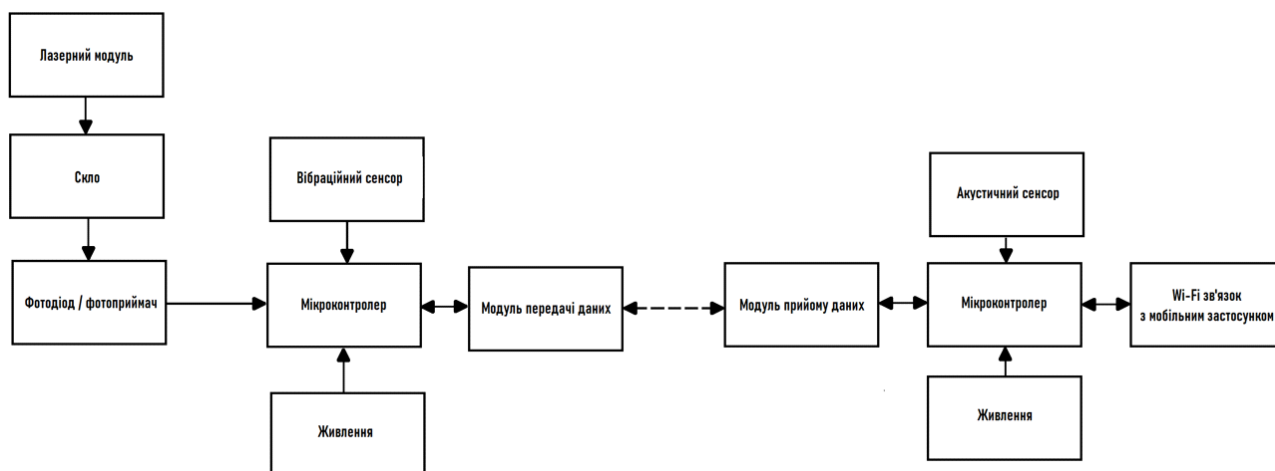 Лазерний модуль
Скло
Вібраційний сенсор
Акустичний сенсор
Фотодіод / фотоприймач
Мікроконтролер
Модуль передачі даних
Модуль прийому даних
Мікроконтролер
Wi-Fi зв'язок
з мобільним застосунком
Живлення
Живлення